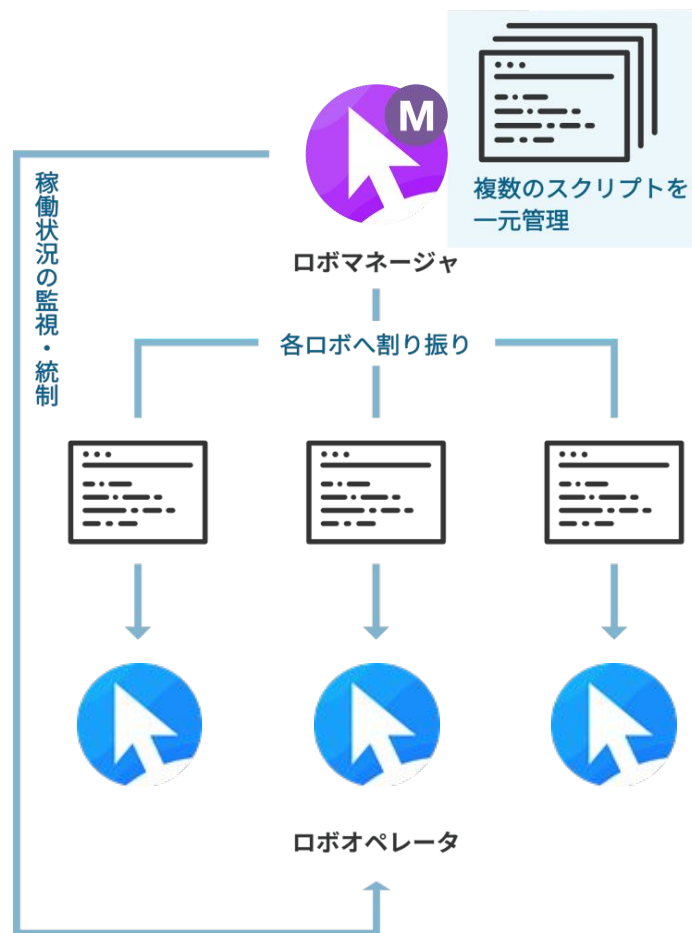 M
複数のスクリプトを
一元管理
ロボマネージャ
稼働状況の監視・統制
各ロボへ割り振り
ロボオペレータ